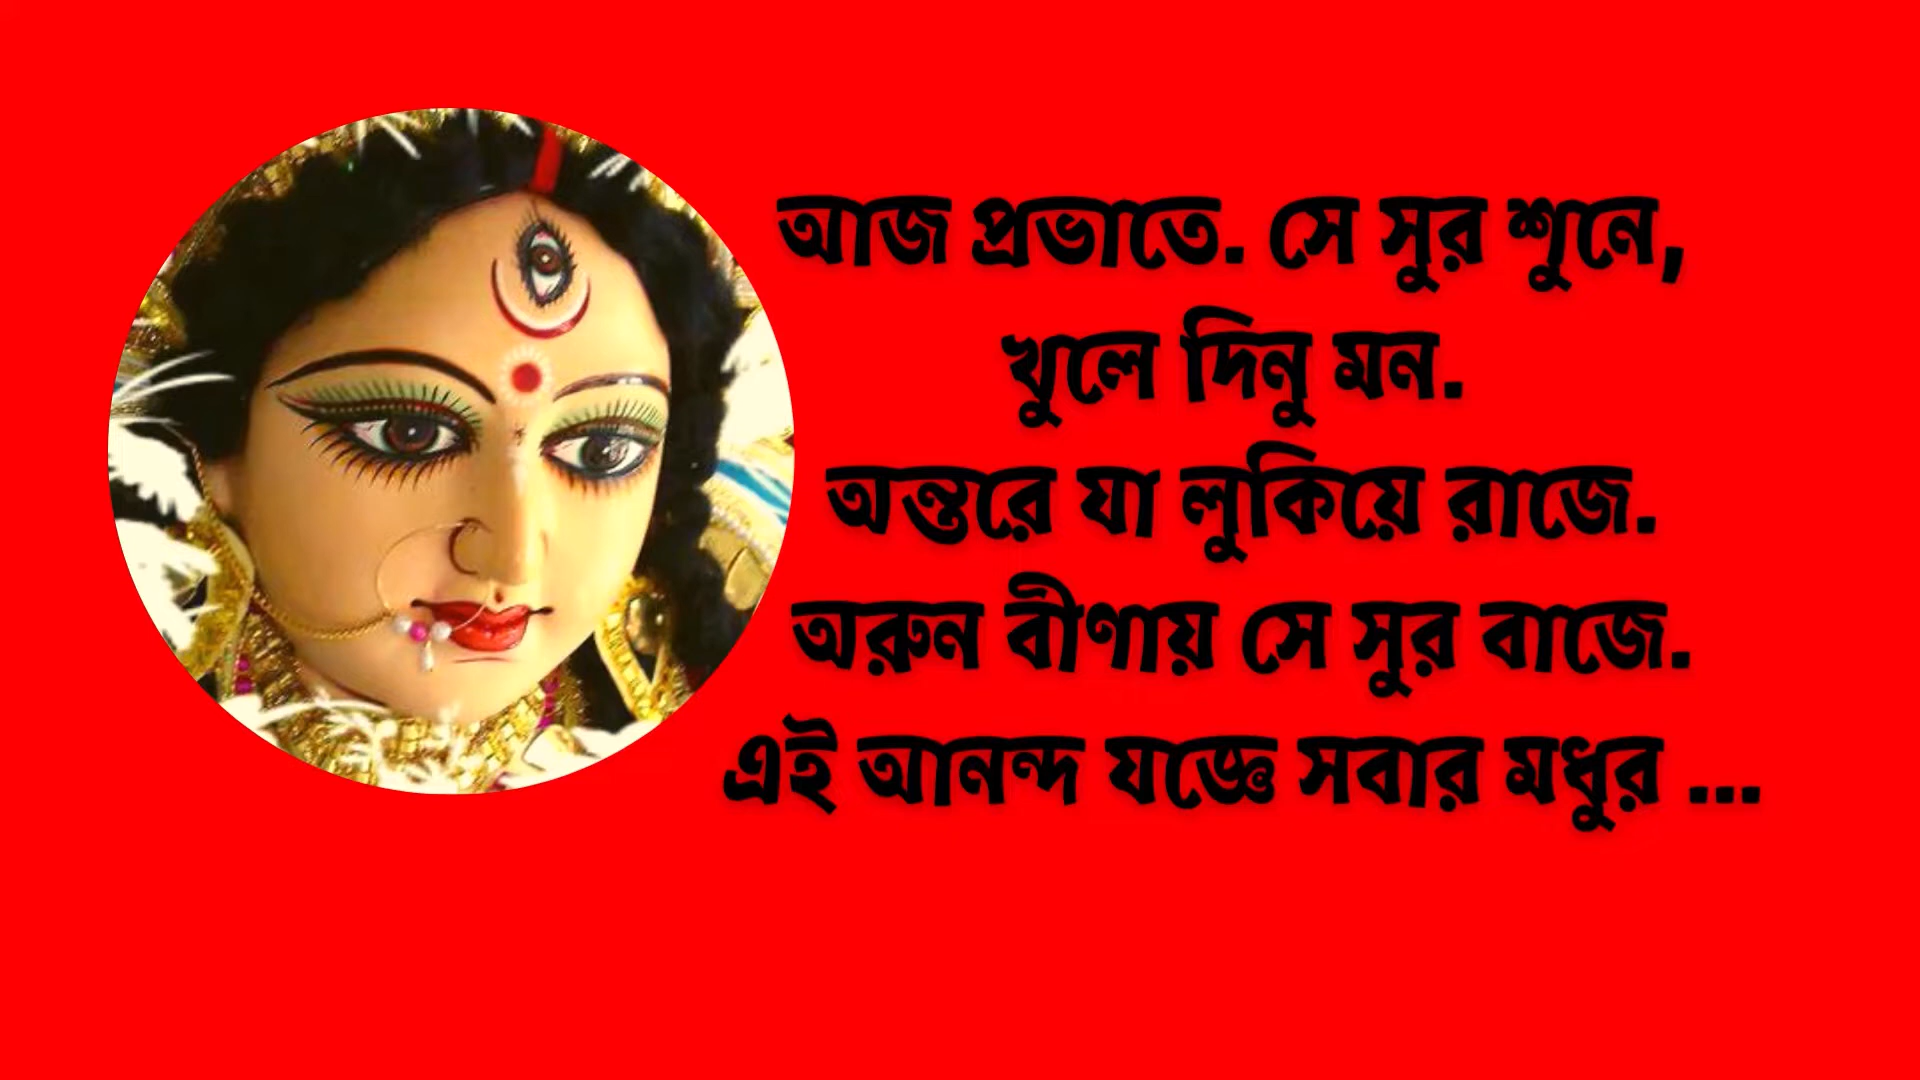 আজ প্রভাতে. সে সুর শুনে,
খুলে দিনু মন.
অন্তরে যা লুকিয়ে রাজে.
অরুন বীণায় সে সুর বাজে.
এই আনন্দ যজ্ঞে সবার মধুর ...